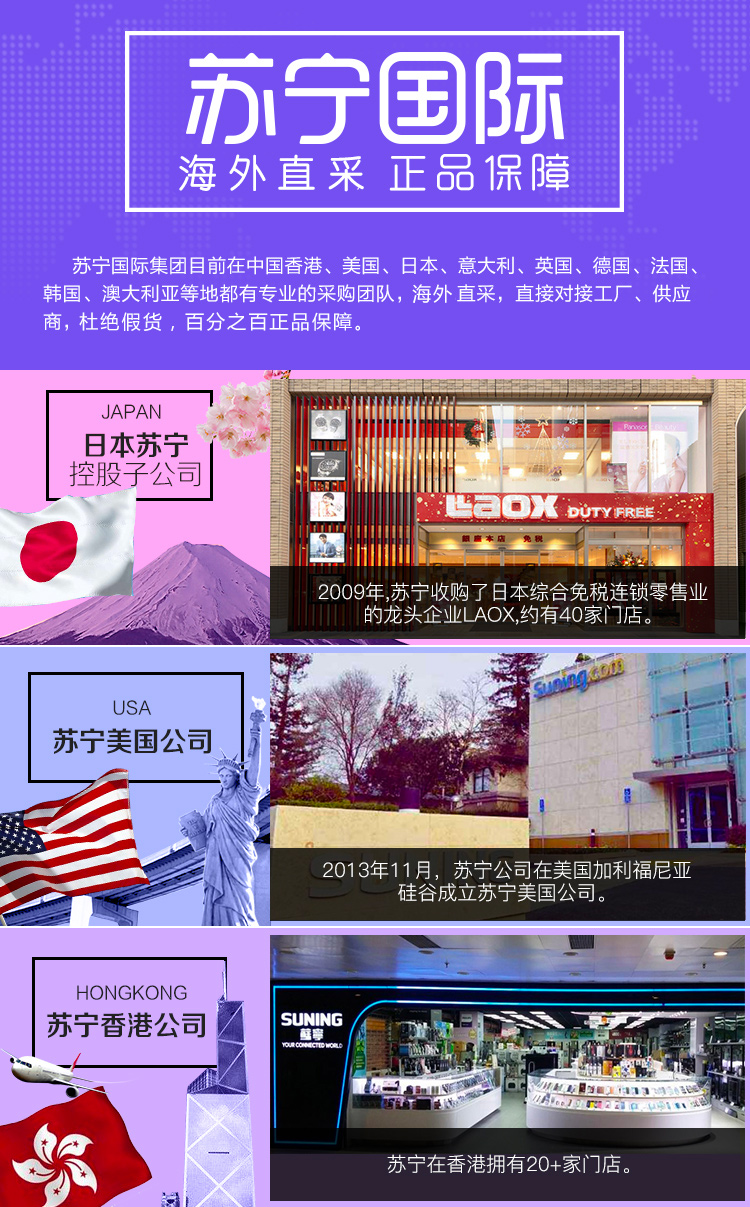 苏宁国际
海外直采 正品保障
苏宁国际集团目前在中国香港、美国、日本、意大利、英国、德国、法国、
韩国、澳大利亚等地都有专业的采购团队，海外直采，直接对接工厂、供应
商，杜绝假货，百分之百正品保障。
JAPAN
日本苏宁
控股子公司
Panasonic Beauty
LAOX DUTY FREE
銀座本店 免税
2009年,苏宁收购了日本综合免税连锁零售业
的龙头企业LAOX,约有40家门店。
USA
苏宁美国公司
Suning.com
2013年11月，苏宁公司在美国加利福尼亚
硅谷成立苏宁美国公司。
HONGKONG
苏宁香港公司
SUNING
蘇寧
YOUR CONNECTED WORLD
苏宁在香港拥有20+家门店。